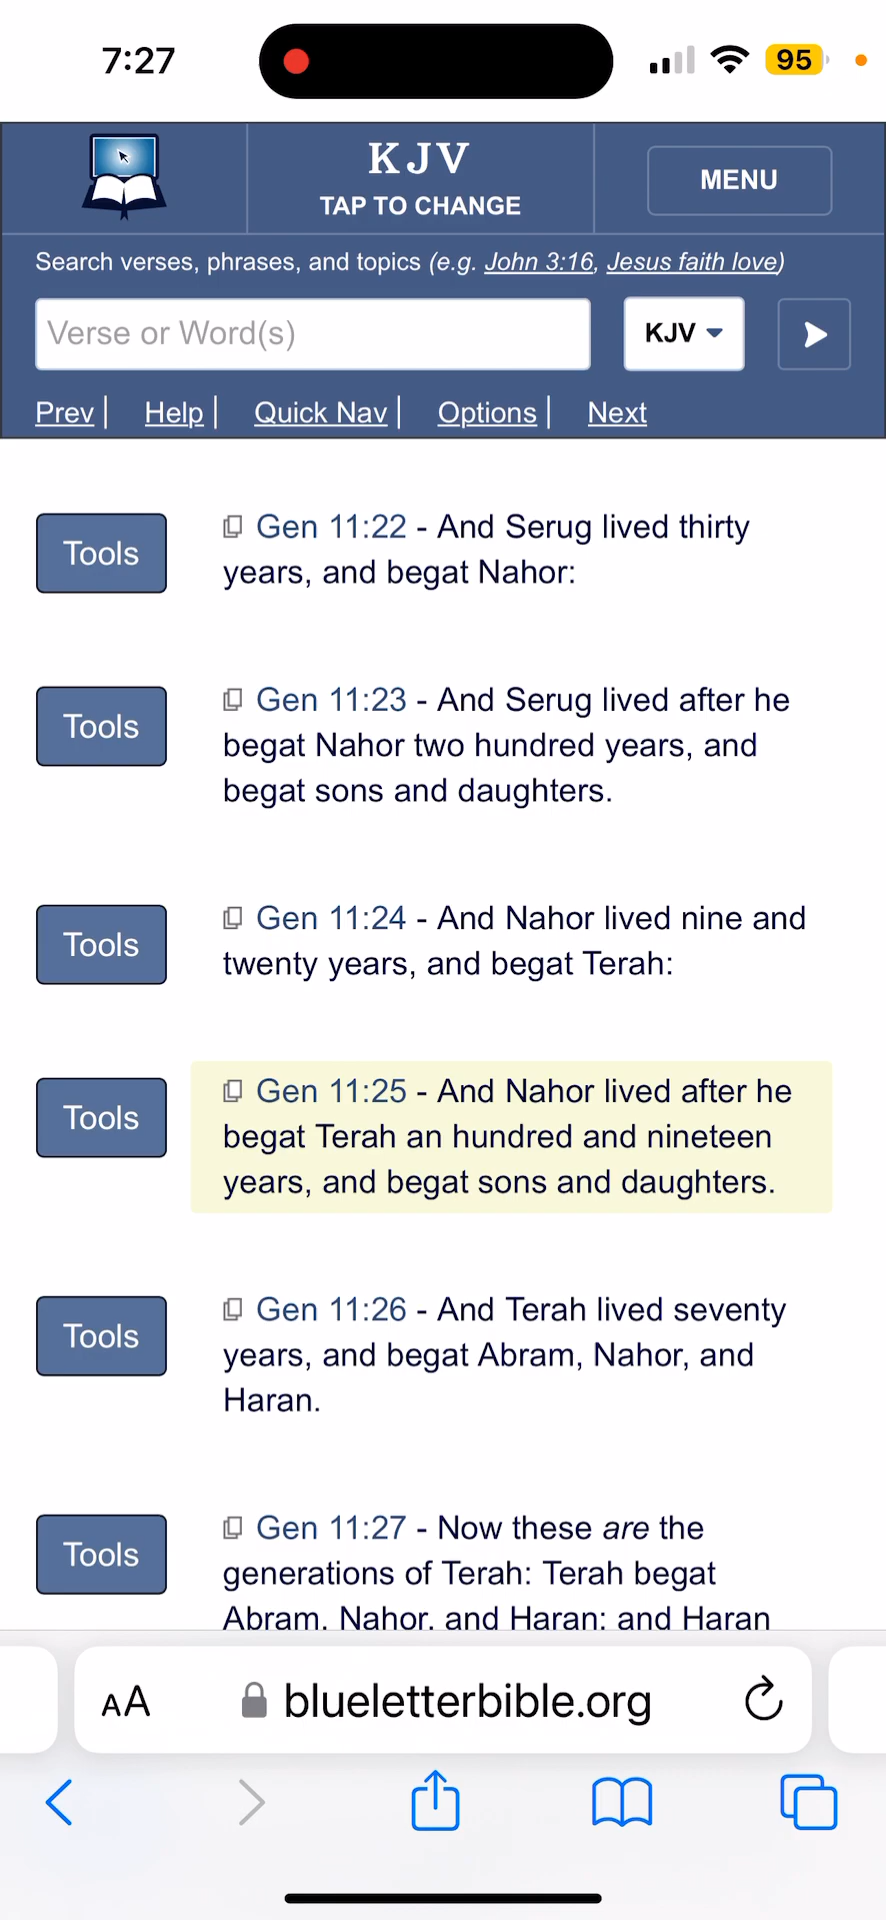 7:27
95
KJV
TAP TO CHANGE
MENU
Search verses, phrases, and topics (e.g. John 3:16, Jesus faith love)
Verse or Word(s)
KJV
Prev | Help | Quick Nav | Options | Next
Tools
Gen 11:22 - And Serug lived thirty
years, and begat Nahor:
Tools
Gen 11:23 - And Serug lived after he
begat Nahor two hundred years, and
begat sons and daughters.
Tools
Gen 11:24 - And Nahor lived nine and
twenty years, and begat Terah:
Tools
Gen 11:25 - And Nahor lived after he
begat Terah an hundred and nineteen
years, and begat sons and daughters.
Tools
Gen 11:26 - And Terah lived seventy
years, and begat Abram, Nahor, and
Haran.
Tools
Gen 11:27 - Now these are the
generations of Terah: Terah begat
Abram, Nahor, and Haran; and Haran
AA blueletterbible.org